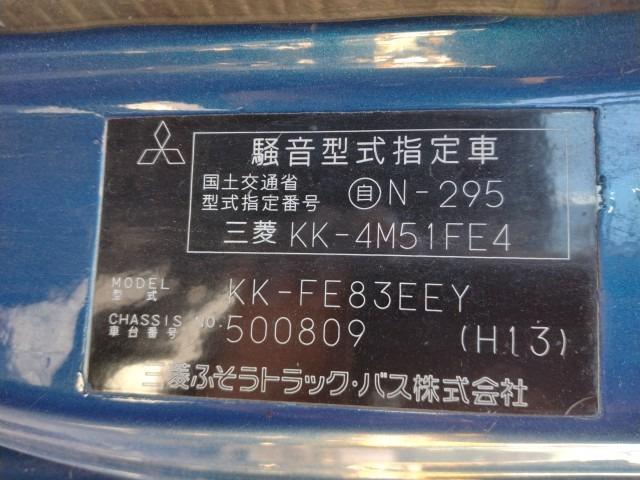 騒音型式指定車
国土交通省
型式指定番号 自 N-295
三菱 KK-4M51FE4
MODEL
型式 KK-FE83EEY
CHASSIS NO.
車台番号 500809 (H13)
三菱ふそうトラック・バス株式会社